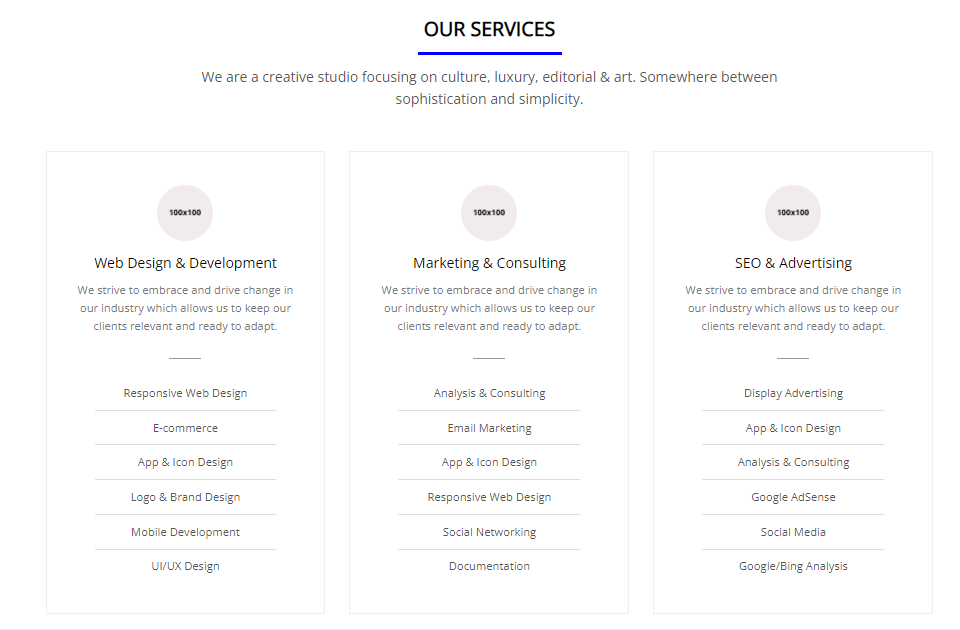 OUR SERVICES
We are a creative studio focusing on culture, luxury, editorial & art. Somewhere between
sophistication and simplicity.
100x100
Web Design & Development
We strive to embrace and drive change in
our industry which allows us to keep our
clients relevant and ready to adapt.
Responsive Web Design
E-commerce
App & Icon Design
Logo & Brand Design
Mobile Development
UI/UX Design
100x100
Marketing & Consulting
We strive to embrace and drive change in
our industry which allows us to keep our
clients relevant and ready to adapt.
Analysis & Consulting
Email Marketing
App & Icon Design
Responsive Web Design
Social Networking
Documentation
100x100
SEO & Advertising
We strive to embrace and drive change in
our industry which allows us to keep our
clients relevant and ready to adapt.
Display Advertising
App & Icon Design
Analysis & Consulting
Google AdSense
Social Media
Google/Bing Analysis